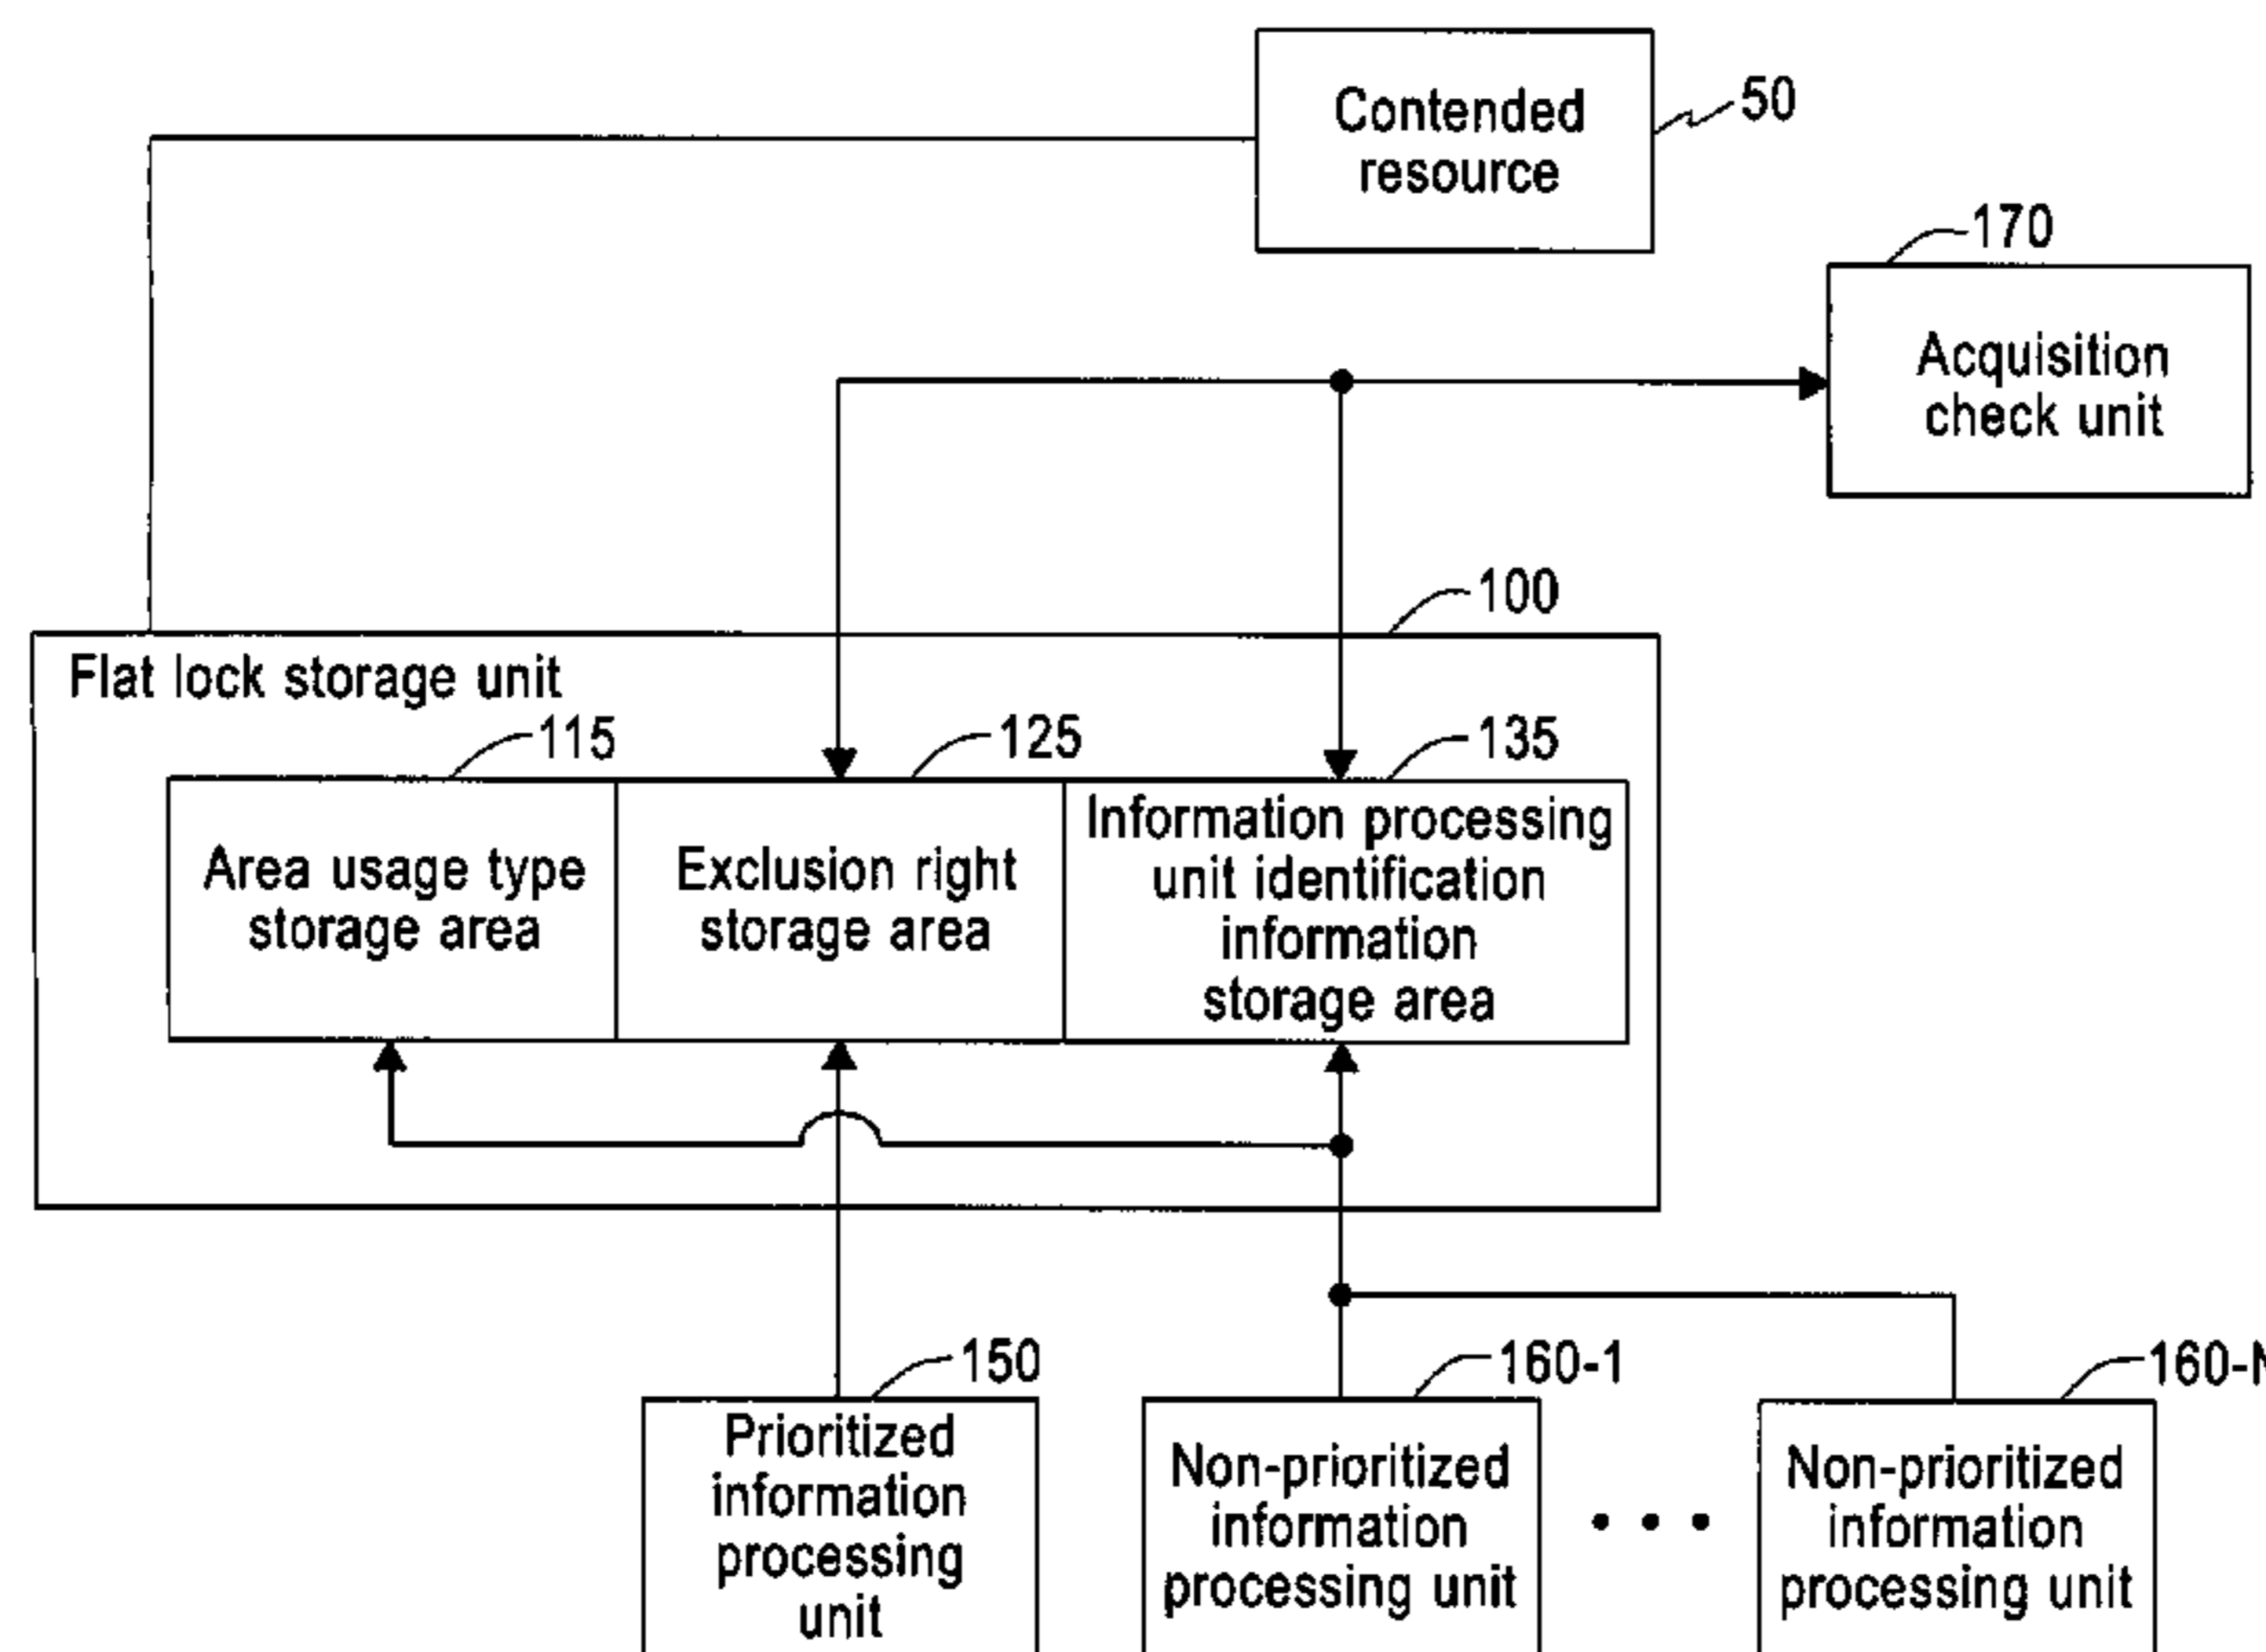 Contended
resource
50
170
Acquisition
check unit
100
Flat lock storage unit
115
125
135
Area usage type
storage area
Exclusion right
storage area
Information processing
unit identification
information
storage area
150
160-1
160-N
Prioritized
information
processing
unit
Non-prioritized
information
processing unit
• • •
Non-prioritized
information
processing unit